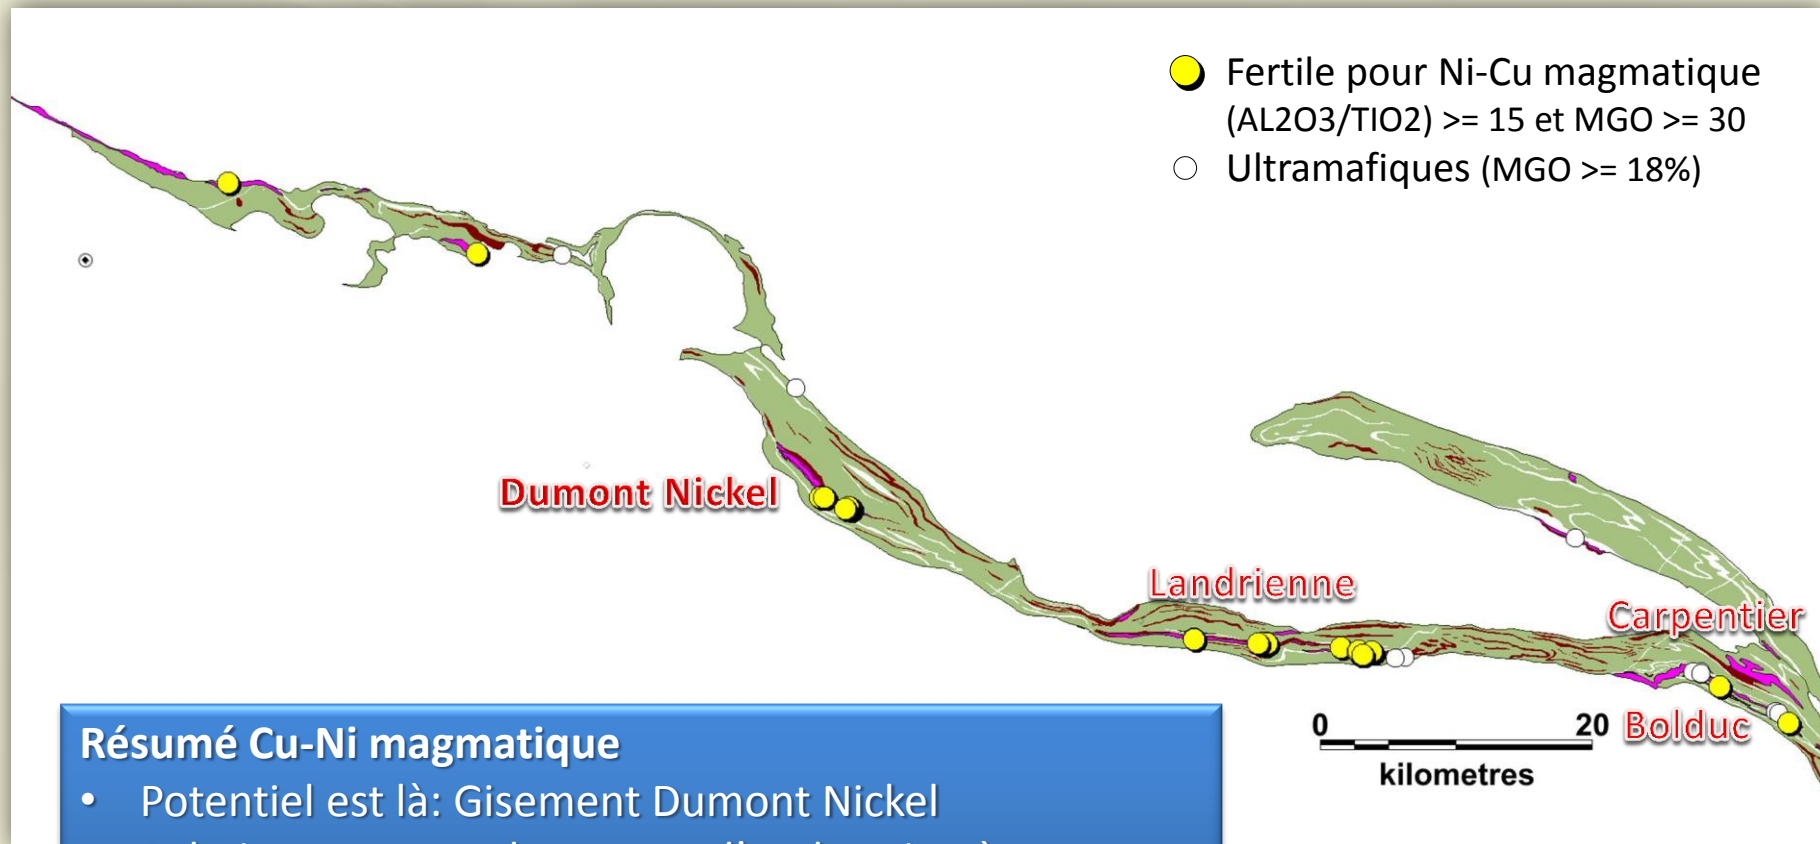 Fertile pour Ni-Cu magmatique
(AL2O3/TIO2) >= 15 et MGO >= 30
Ultramafiques (MGO >= 18%)
Dumont Nickel
Landrienne
Carpentier
0 20
kilometres
Bolduc
Résumé Cu-Ni magmatique
• Potentiel est là: Gisement Dumont Nickel